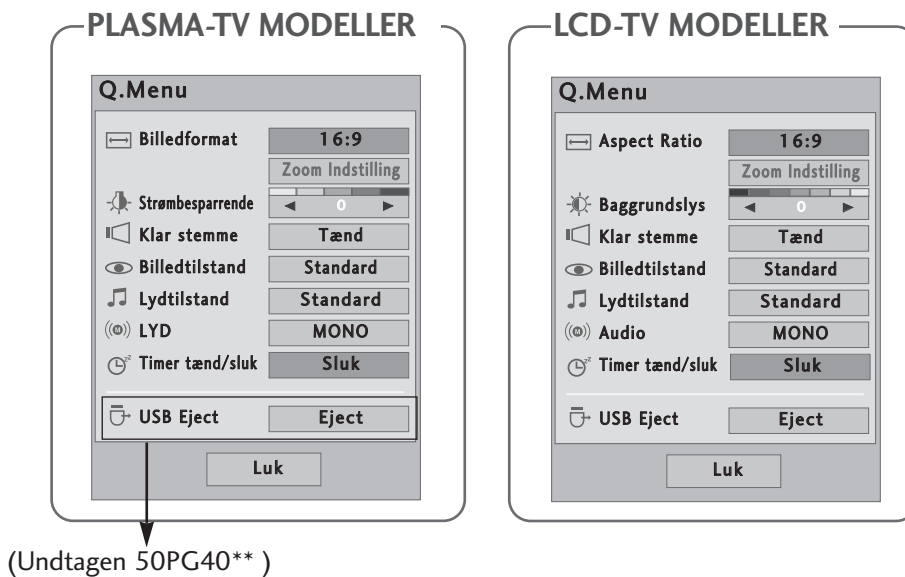 PLASMA-TV MODELLER
Q.Menu
Billedformat 16:9
Zoom Indstilling
Strømbesparrende ◄ 0 ►
Klar stemme Tænd
Billedtilstand Standard
Lydtilstand Standard
LYD MONO
Timer tænd/sluk Sluk
USB Eject Eject
Luk
(Undtagen 50PG40** )
LCD-TV MODELLER
Q.Menu
Aspect Ratio 16:9
Zoom Indstilling
Baggrundslys ◄ 0 ►
Klar stemme Tænd
Billedtilstand Standard
Lydtilstand Standard
Audio MONO
Timer tænd/sluk Sluk
USB Eject Eject
Luk